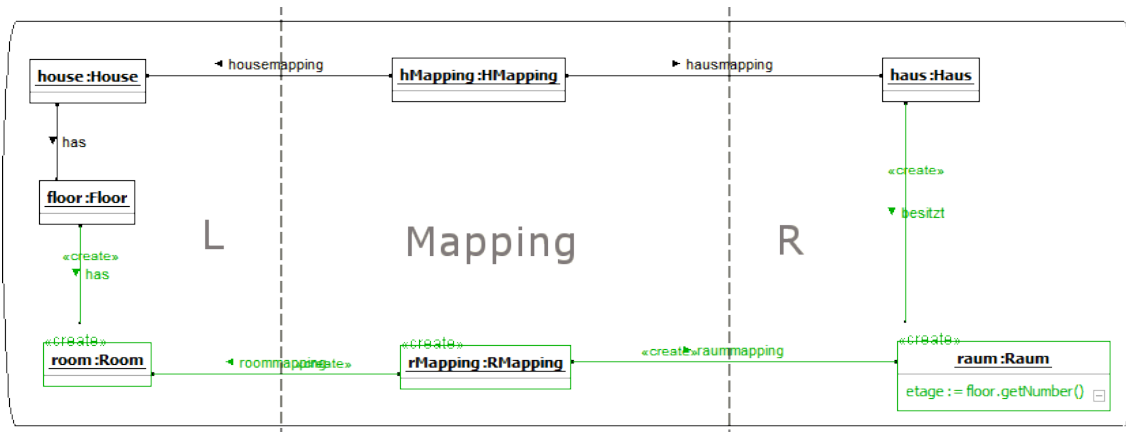 ◄ housemapping
► hausmapping
house :House
hMapping :HMapping
haus :Haus
▼ has
«create»
floor :Floor
▼ besitzt
L
Mapping
R
«create»
▼ has
«create»
«create»
«create»
room :Room
◄ roommapping
«create»
rMapping :RMapping
«create»
► raummapping
raum :Raum
etage := floor.getNumber()